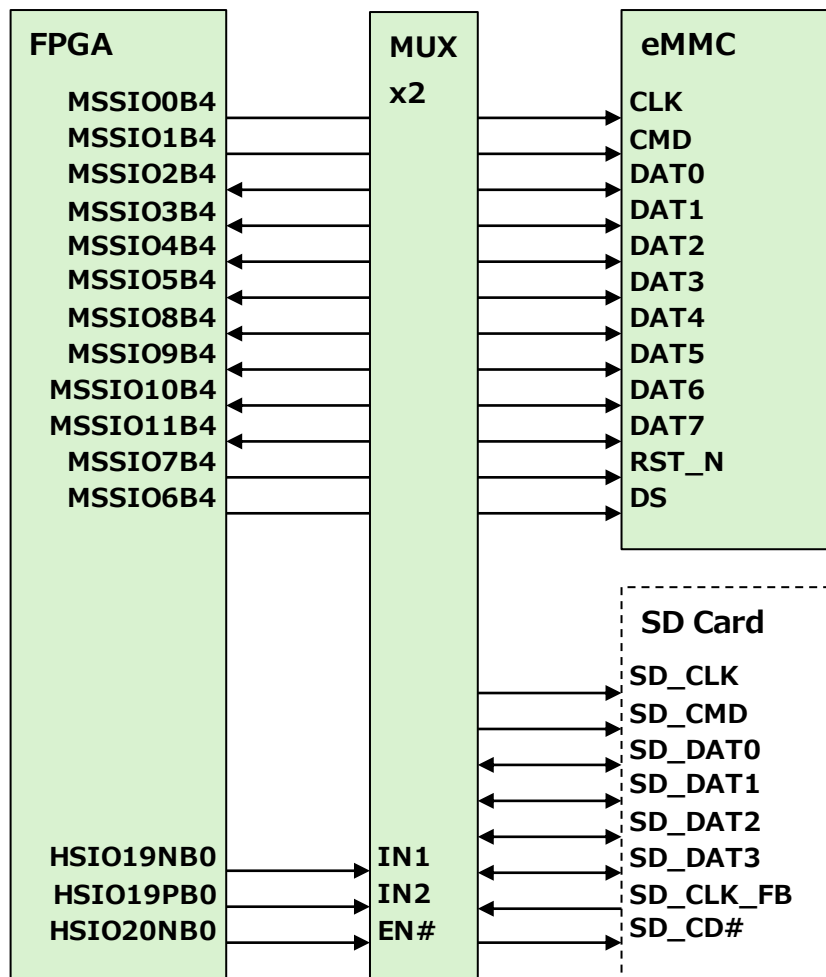 FPGA
MSSIO0B4
MSSIO1B4
MSSIO2B4
MSSIO3B4
MSSIO4B4
MSSIO5B4
MSSIO8B4
MSSIO9B4
MSSIO10B4
MSSIO11B4
MSSIO7B4
MSSIO6B4
HSIO19NB0
HSIO19PB0
HSIO20NB0
MUX
x2
IN1
IN2
EN#
eMMC
CLK
CMD
DAT0
DAT1
DAT2
DAT3
DAT4
DAT5
DAT6
DAT7
RST_N
DS
SD Card
SD_CLK
SD_CMD
SD_DAT0
SD_DAT1
SD_DAT2
SD_DAT3
SD_CLK_FB
SD_CD#